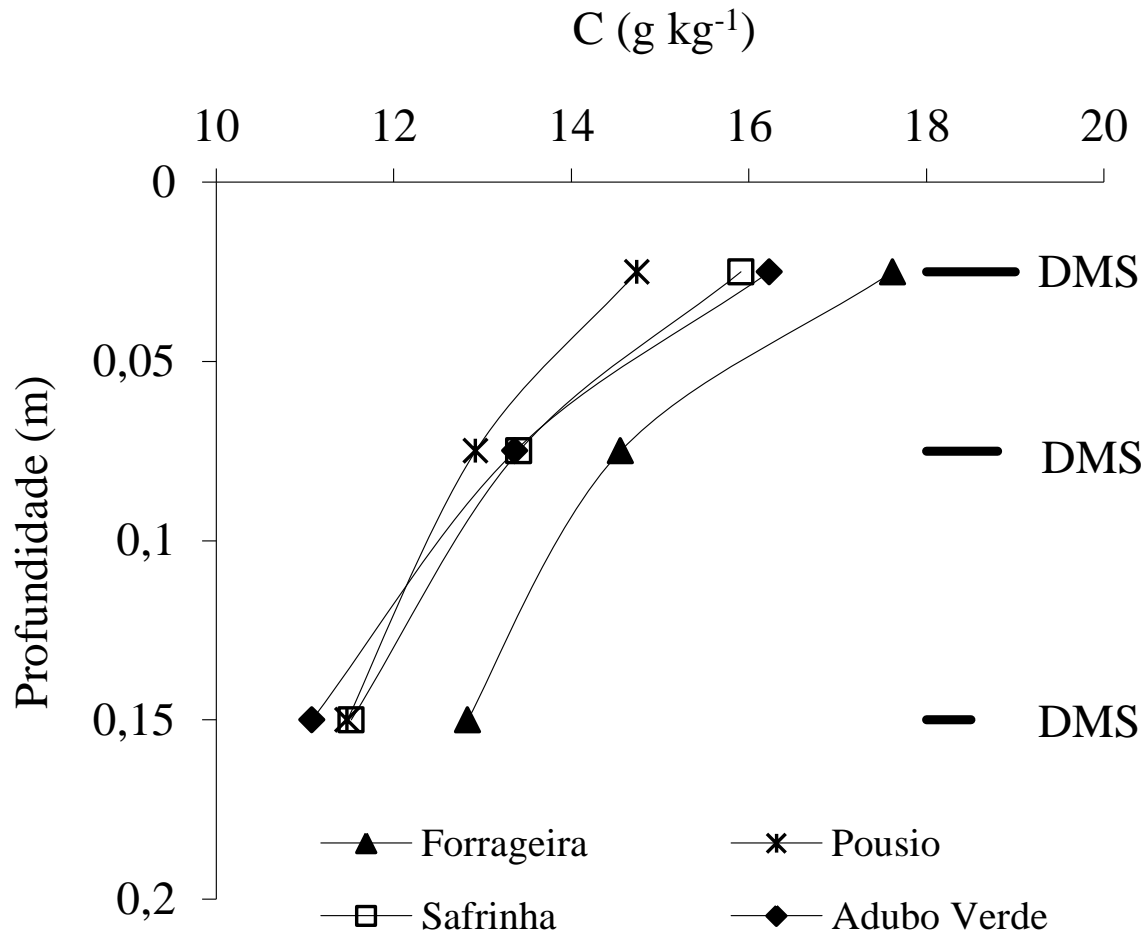 C (g kg-1)
10 12 14 16 18 20
0
DMS
0,05
DMS
0,1
0,15
DMS
0,2
Profundidade (m)
Forrageira Pousio
Safrinha Adubo Verde